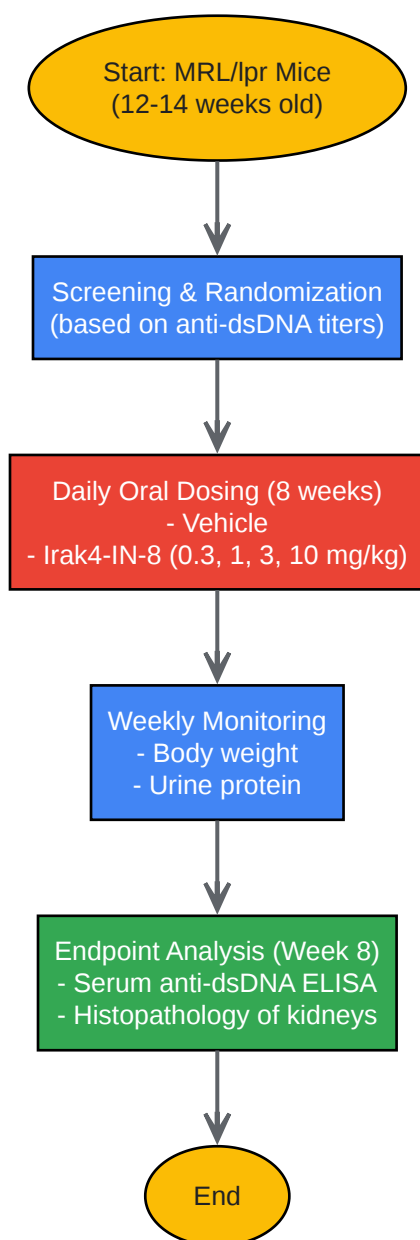 Start: MRL/lpr Mice
(12-14 weeks old)
Screening & Randomization
(based on anti-dsDNA titers)
Daily Oral Dosing (8 weeks)
- Vehicle
- Irak4-IN-8 (0.3, 1, 3, 10 mg/kg)
Weekly Monitoring
- Body weight
- Urine protein
Endpoint Analysis (Week 8)
- Serum anti-dsDNA ELISA
- Histopathology of kidneys
End